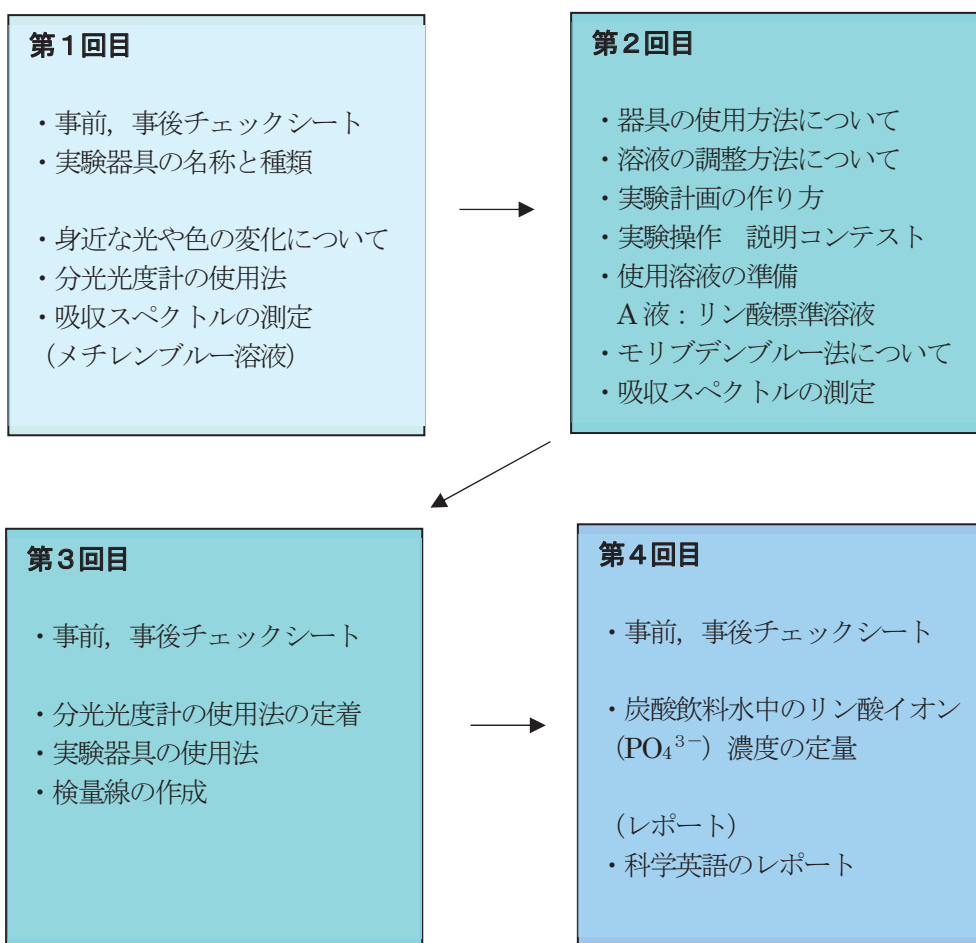 第１回目
・事前，事後チェックシート
・実験器具の名称と種類
・身近な光や色の変化について
・分光光度計の使用法
・吸収スペクトルの測定
（メチレンブルー溶液）
第２回目
・器具の使用方法について
・溶液の調整方法について
・実験計画の作り方
・実験操作　説明コンテスト
・使用溶液の準備
A 液：リン酸標準溶液
・モリブデンブルー法について
・吸収スペクトルの測定
第３回目
・事前，事後チェックシート
・分光光度計の使用法の定着
・実験器具の使用法
・検量線の作成
第４回目
・事前，事後チェックシート
・炭酸飲料水中のリン酸イオン
（PO₄³⁻）濃度の定量
（レポート）
・科学英語のレポート